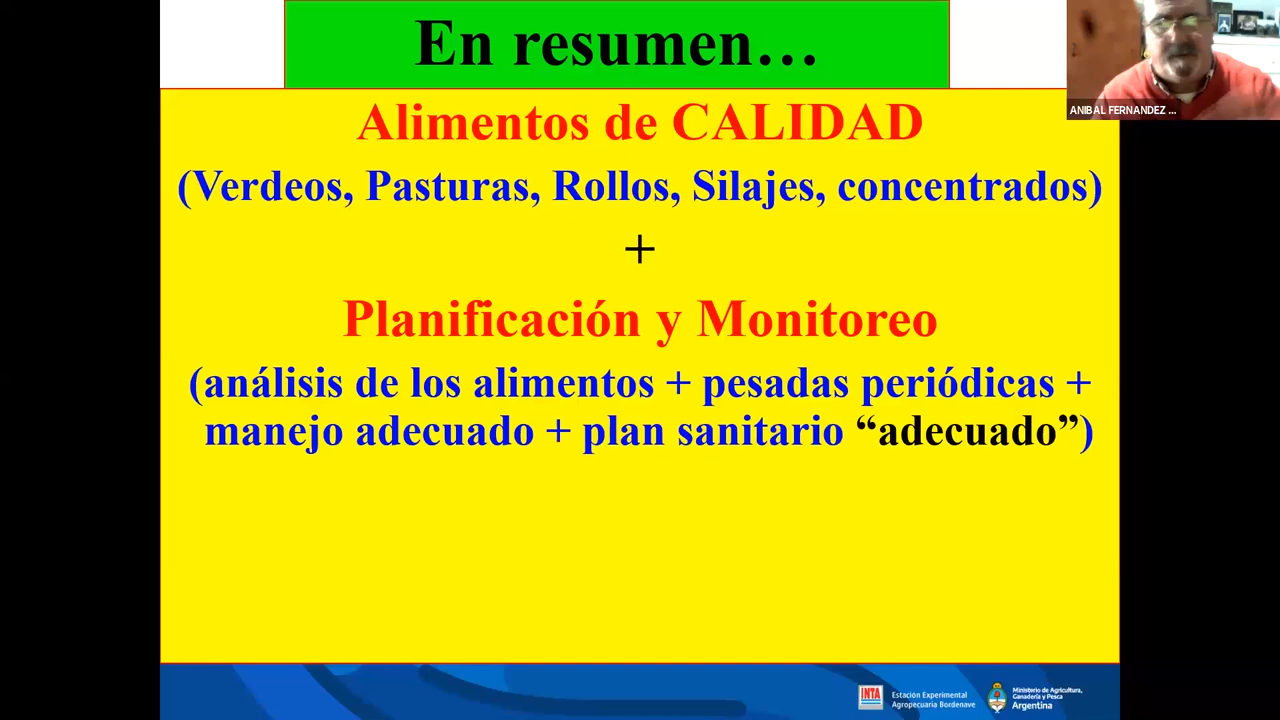 En resumen…
ANIBAL FERNANDEZ ...
Alimentos de CALIDAD
(Verdeos, Pasturas, Rollos, Silajes, concentrados)
+
Planificación y Monitoreo
(análisis de los alimentos + pesadas periódicas +
manejo adecuado + plan sanitario “adecuado”)
INTA
Estación Experimental
Agropecuaria Bordenave
Ministerio de Agricultura,
Ganadería y Pesca
Argentina